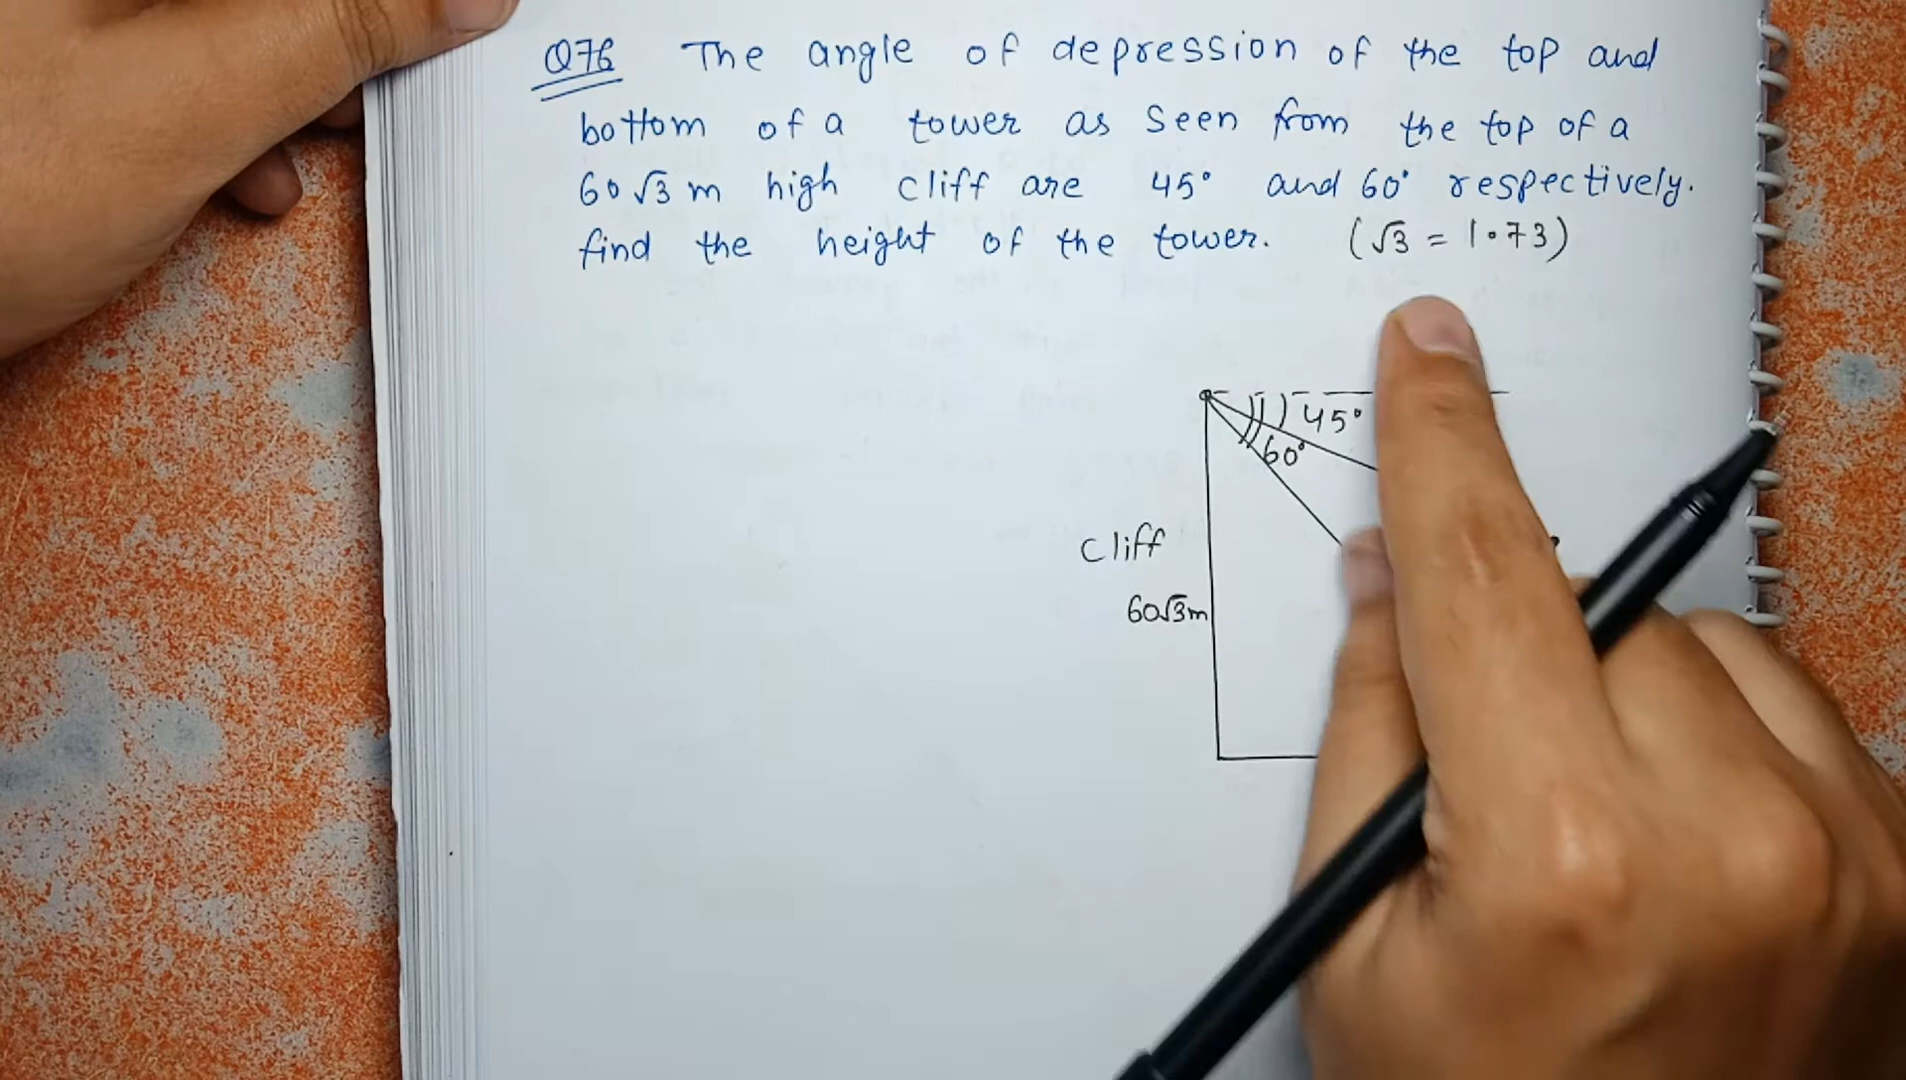 Q76 The angle of depression of the top and
bottom of a tower as seen from the top of a
60√3 m high cliff are 45° and 60° respectively.
find the height of the tower. (√3 = 1.73)
45°
60°
cliff
60√3m